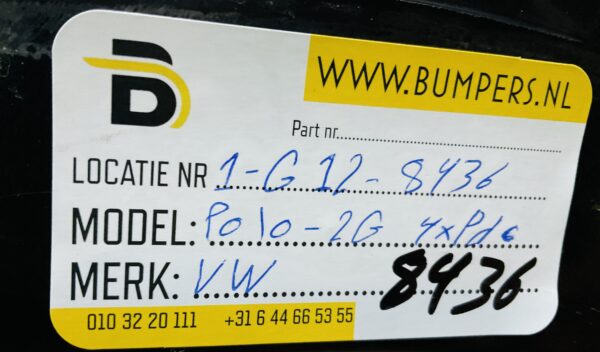 WWW.BUMPERS.NL
Part nr.
LOCATIE NR 1-G 12-8436
MODEL: Polo-2G 4xPdc
MERK: VW 8436
010 32 20 111 +31 6 44 66 53 55